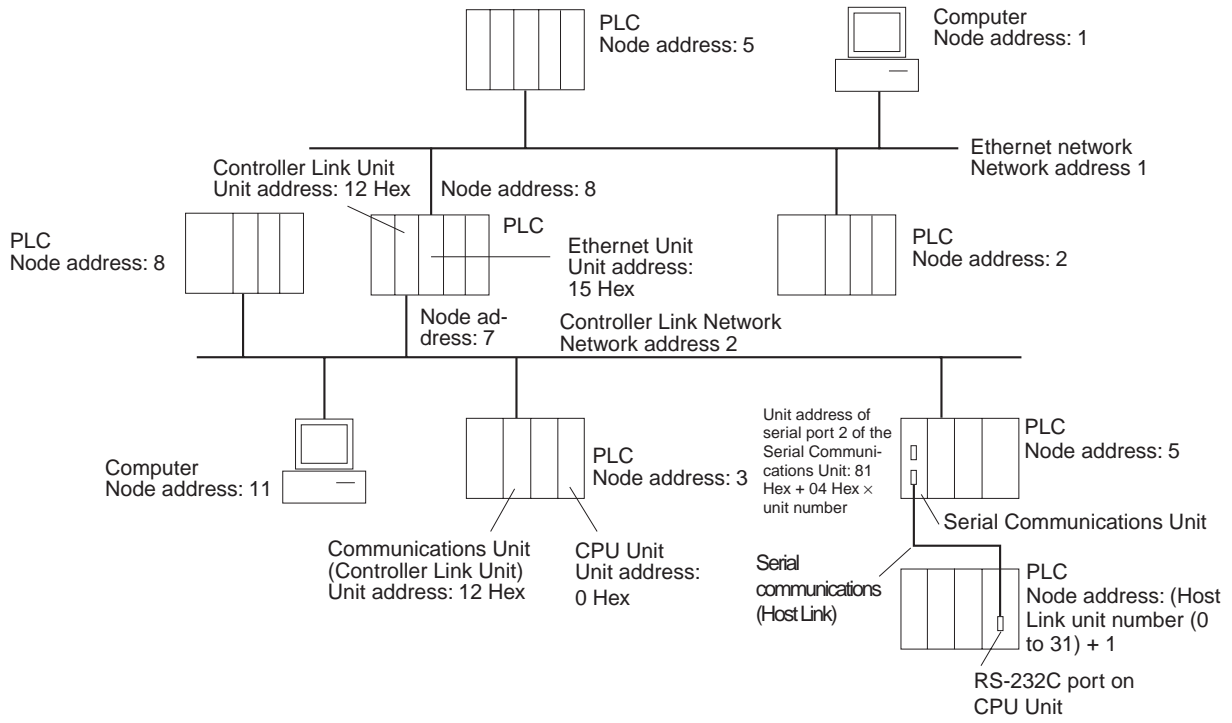 PLC
Node address: 5
Computer
Node address: 1
Ethernet network
Network address 1
Controller Link Unit
Unit address: 12 Hex
Node address: 8
PLC
Node address: 8
PLC
Ethernet Unit
Unit address:
15 Hex
PLC
Node address: 2
Node ad-
dress: 7
Controller Link Network
Network address 2
Computer
Node address: 11
PLC
Node address: 3
Communications Unit
(Controller Link Unit)
Unit address: 12 Hex
CPU Unit
Unit address:
0 Hex
Unit address of
serial port 2 of the
Serial Communi-
cations Unit: 81
Hex + 04 Hex ×
unit number
PLC
Node address: 5
Serial Communications Unit
Serial
communications
(Host Link)
PLC
Node address: (Host
Link unit number (0
to 31) + 1
RS-232C port on
CPU Unit